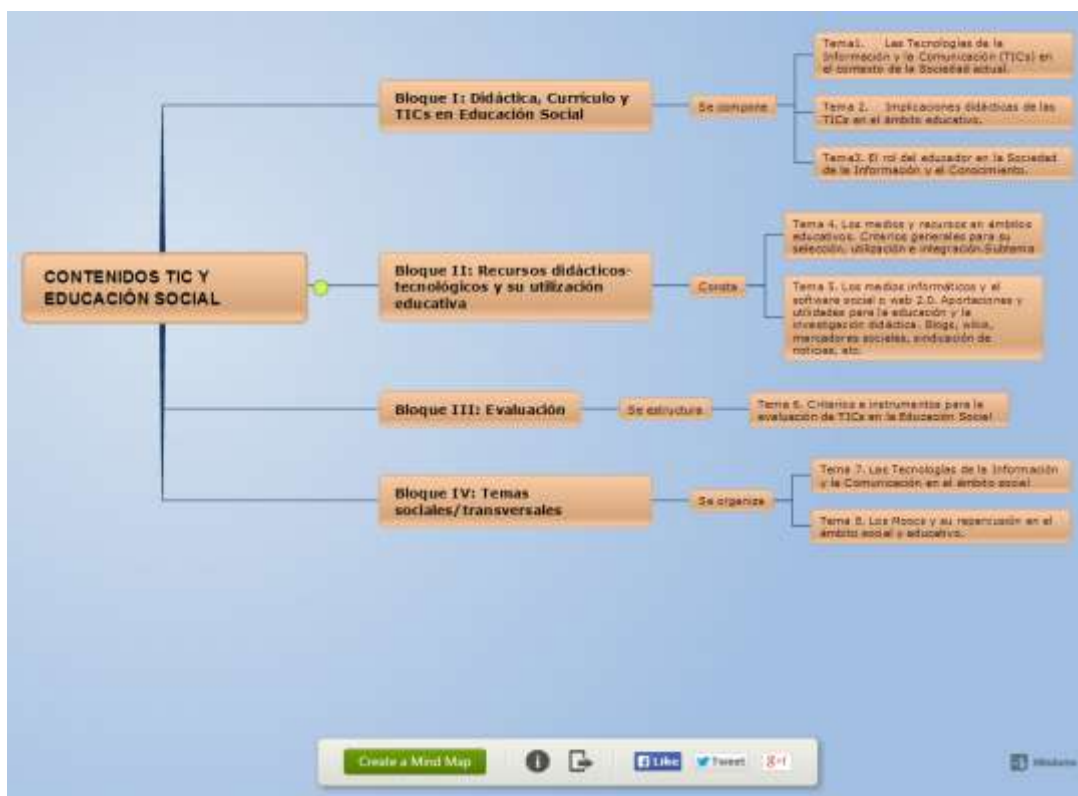 CONTENIDOS TIC Y
EDUCACIÓN SOCIAL
Bloque I: Didáctica, Currículo y
TICs en Educación Social
Se compone
Tema1. Las Tecnologías de la
Información y la Comunicación (TICs) en
el contexto de la Sociedad actual.
Tema 2. Implicaciones didácticas de las
TICs en el ámbito educativo.
Tema3. El rol del educador en la Sociedad
de la Información y el Conocimiento.
Bloque II: Recursos didácticos-
tecnológicos y su utilización
educativa
Consta
Tema 4. Los medios y recursos en ámbitos
educativos. Criterios generales para su
selección, utilización e integración.Subtema
Tema 5. Los medios informáticos y el
software social o web 2.0. Aportaciones y
utilidades para la educación y la
investigación didáctica. Blogs, wikis,
marcadores sociales, sindicación de
noticias, etc.
Bloque III: Evaluación
Se estructura
Tema 6. Criterios e instrumentos para la
evaluación de TICs en la Educación Social
Bloque IV: Temas
sociales/transversales
Se organiza
Tema 7. Las Tecnologías de la Información
y la Comunicación en el ámbito social
Tema 8. Los Moocs y su repercusión en el
ámbito social y educativo.
Create a Mind Map
Like
Tweet
g+1